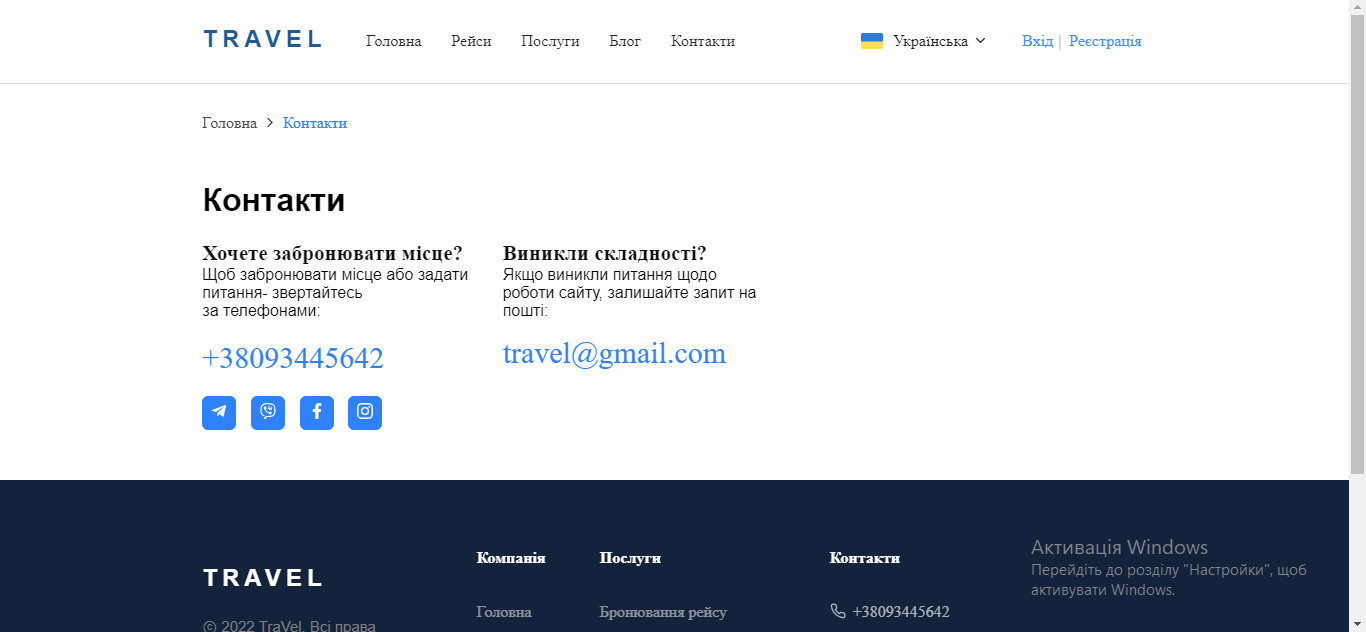 TRAVEL Головна Рейси Послуги Блог Контакти Українська Вхід | Реєстрація
Головна > Контакти
Контакти
Хочете забронювати місце?
Щоб забронювати місце або задати
питання- звертайтесь
за телефонами:
+38093445642
Виникли складності?
Якщо виникли питання щодо
роботи сайту, залишайте запит на
пошті:
travel@gmail.com
TRAVEL
© 2022 TraVel. Всі права
Компанія
Головна
Послуги
Бронювання рейсу
Контакти
+38093445642
Активація Windows
Перейдіть до розділу "Настройки", щоб
активувати Windows.